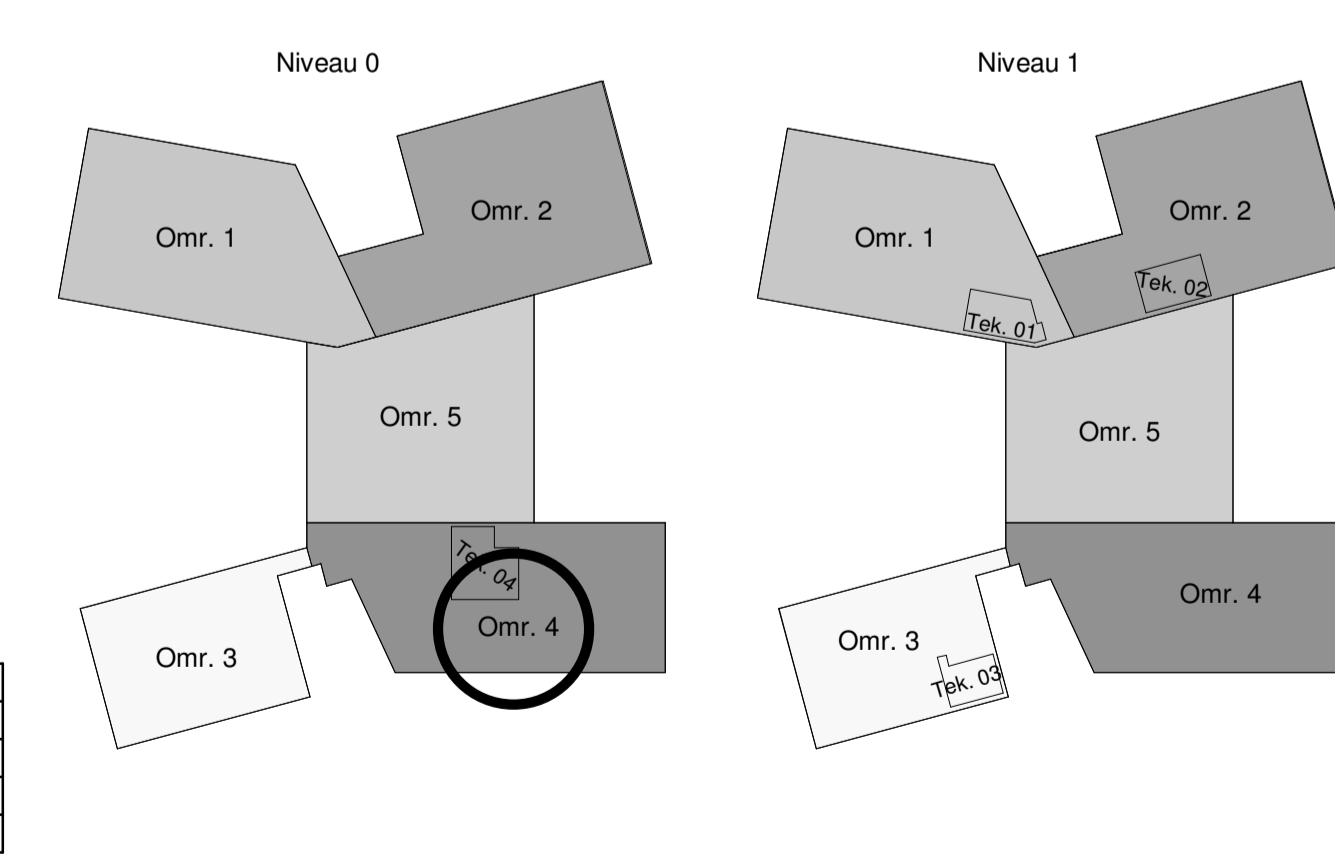 Niveau 0
Omr. 1
Omr. 2
Omr. 5
Tek. 04
Omr. 4
Omr. 3
Niveau 1
Omr. 1
Omr. 2
Tek. 02
Tek. 01
Omr. 5
Omr. 4
Omr. 3
Tek. 03